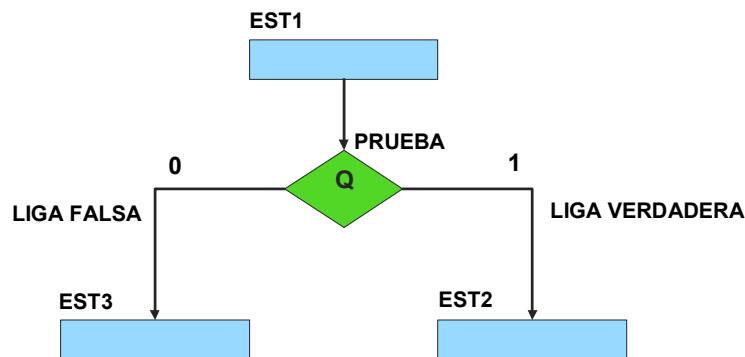 EST1
PRUEBA
0
Q
1
LIGA FALSA
LIGA VERDADERA
EST3
EST2